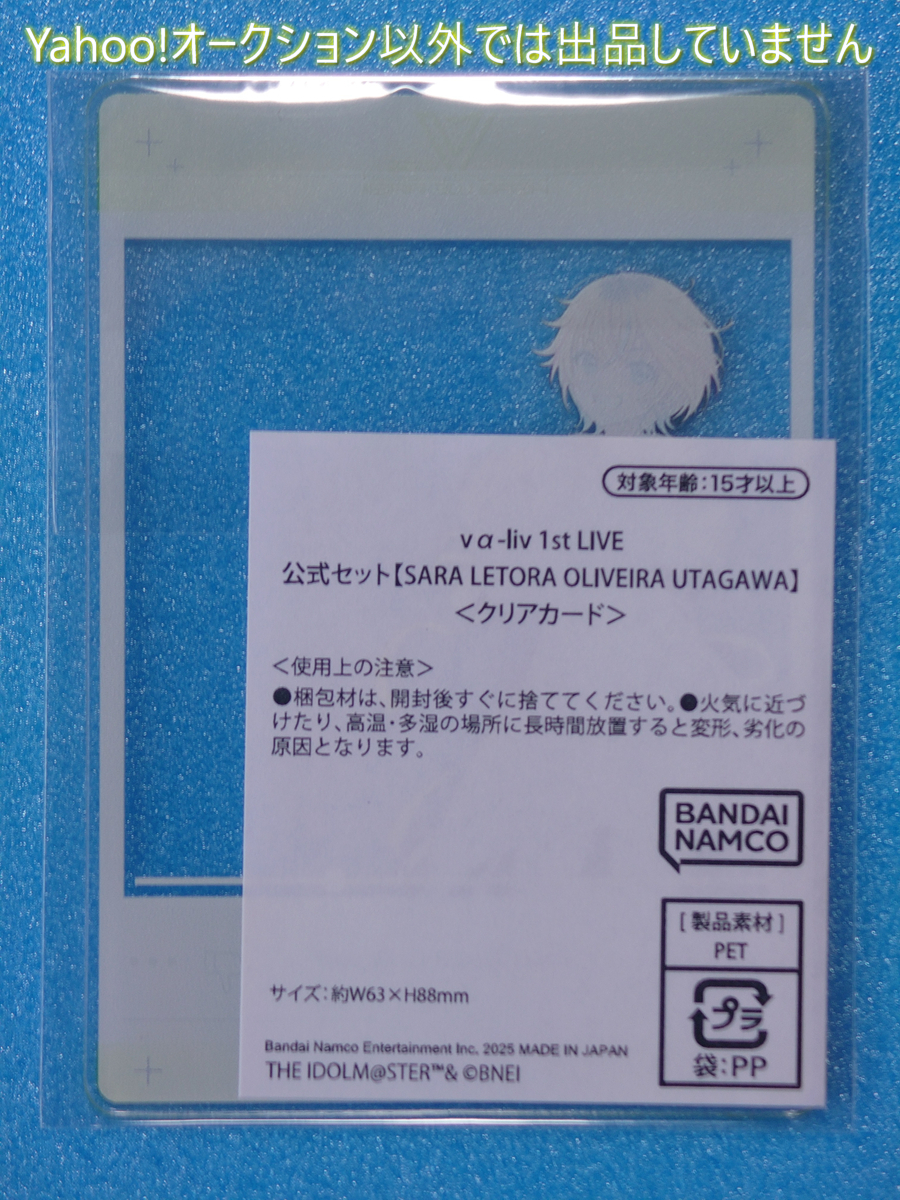 Yahoo!オークション以外では出品していません
対象年齢：15才以上
vα-liv 1st LIVE
公式セット【SARA LETORA OLIVEIRA UTAGAWA】
＜クリアカード＞
＜使用上の注意＞
●梱包材は、開封後すぐに捨ててください。●火気に近づ
けたり、高温・多湿の場所に長時間放置すると変形、劣化の
原因となります。
BANDAI
NAMCO
[ 製品素材 ]
PET
プラ
袋：PP
サイズ：約W63×H88mm
Bandai Namco Entertainment Inc. 2025 MADE IN JAPAN
THE IDOLM@STER™& ©BNEI